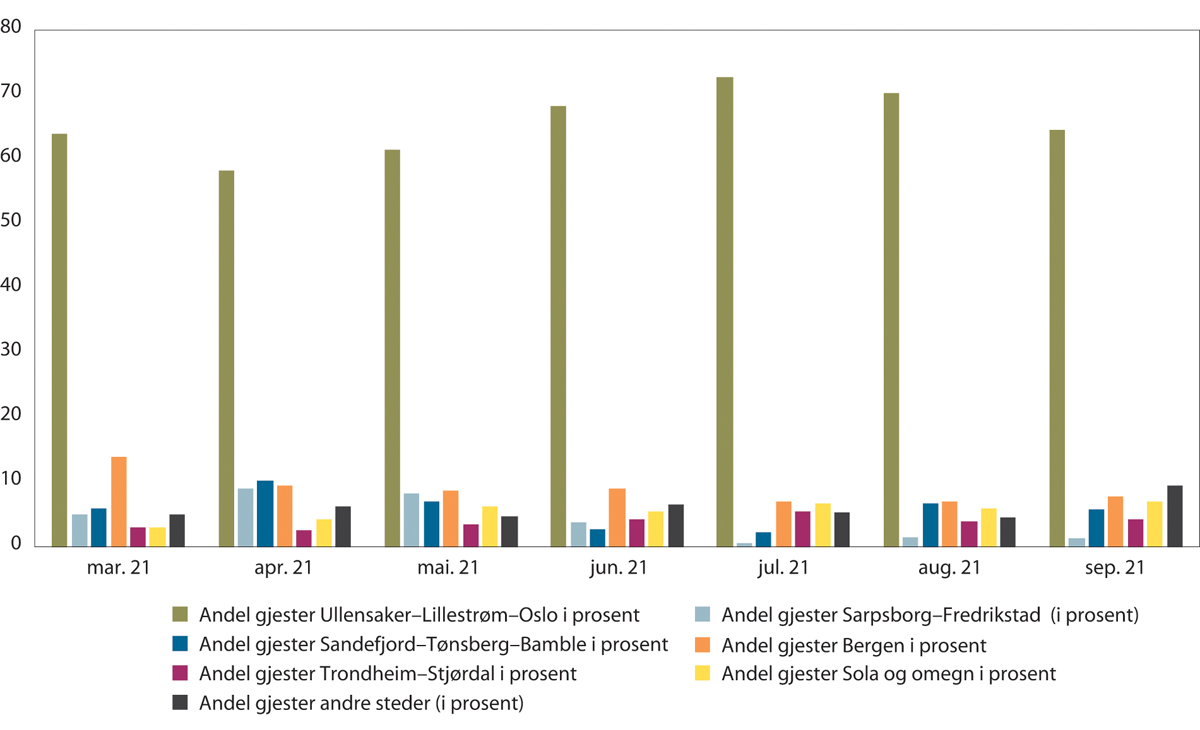 80
70
60
50
40
30
20
10
0
mar. 21 apr. 21 mai. 21 jun. 21 jul. 21 aug. 21 sep. 21
Andel gjester Ullensaker–Lillestrøm–Oslo i prosent
Andel gjester Sarpsborg–Fredrikstad (i prosent)
Andel gjester Sandefjord–Tønsberg–Bamble i prosent
Andel gjester Bergen i prosent
Andel gjester Trondheim–Stjørdal i prosent
Andel gjester Sola og omegn i prosent
Andel gjester andre steder (i prosent)